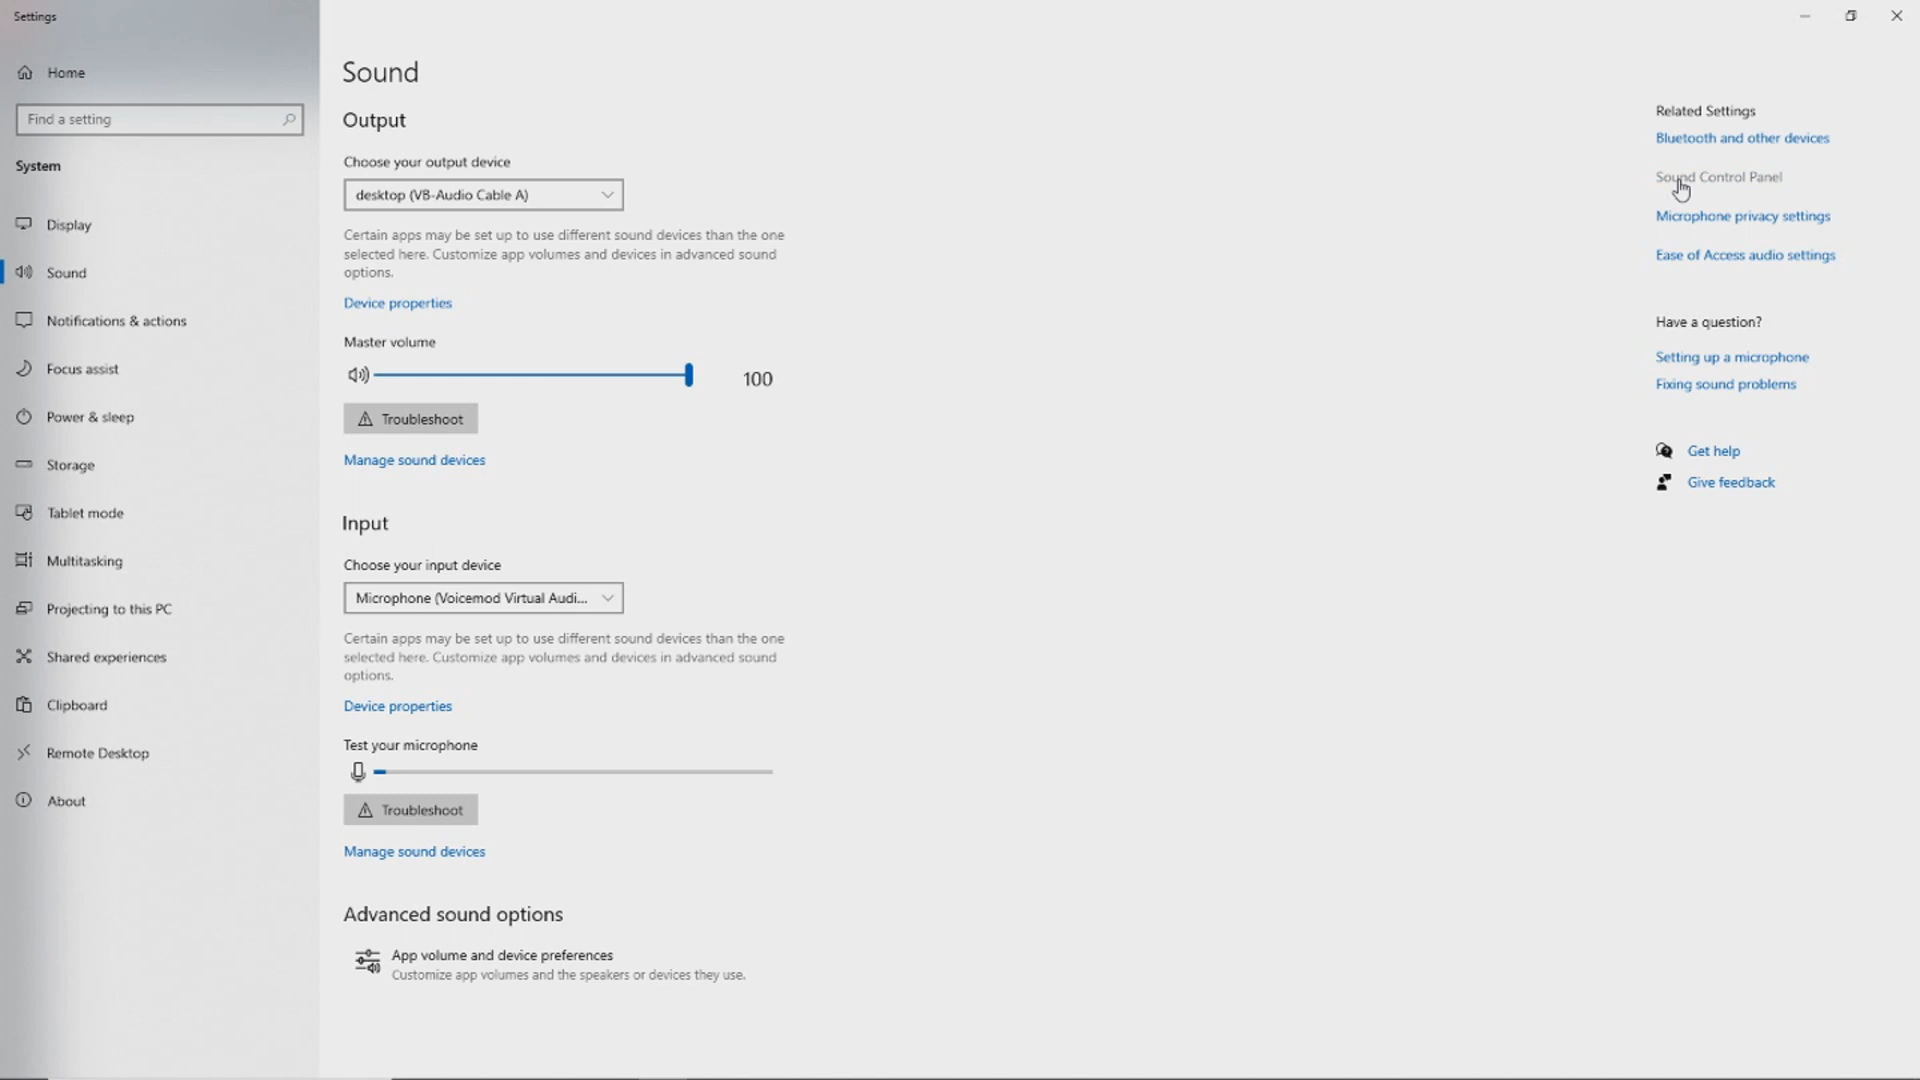 Settings
Home
Find a setting
System
Display
Sound
Notifications & actions
Focus assist
Power & sleep
Storage
Tablet mode
Multitasking
Projecting to this PC
Shared experiences
Clipboard
Remote Desktop
About
Sound
Output
Choose your output device
desktop (VB-Audio Cable A)
Certain apps may be set up to use different sound devices than the one
selected here. Customize app volumes and devices in advanced sound
options.
Device properties
Master volume
100
Troubleshoot
Manage sound devices
Input
Choose your input device
Microphone (Voicemod Virtual Audi...
Certain apps may be set up to use different sound devices than the one
selected here. Customize app volumes and devices in advanced sound
options.
Device properties
Test your microphone
Troubleshoot
Manage sound devices
Advanced sound options
App volume and device preferences
Customize app volumes and the speakers or devices they use.
Related Settings
Bluetooth and other devices
Sound Control Panel
Microphone privacy settings
Ease of Access audio settings
Have a question?
Setting up a microphone
Fixing sound problems
Get help
Give feedback